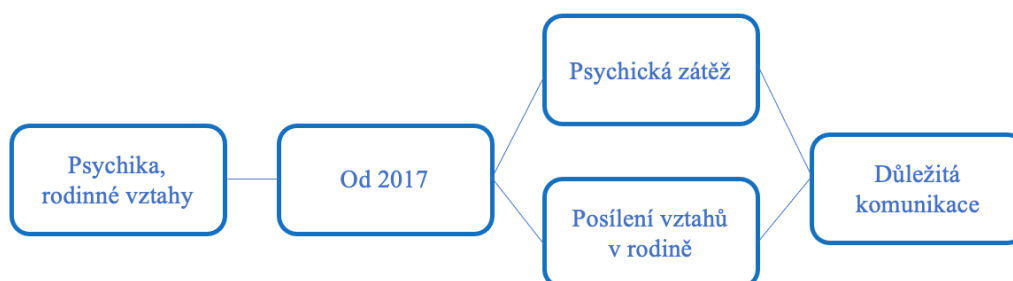 Psychika,
rodinné vztahy
Od 2017
Psychická zátěž
Posílení vztahů
v rodině
Důležitá
komunikace